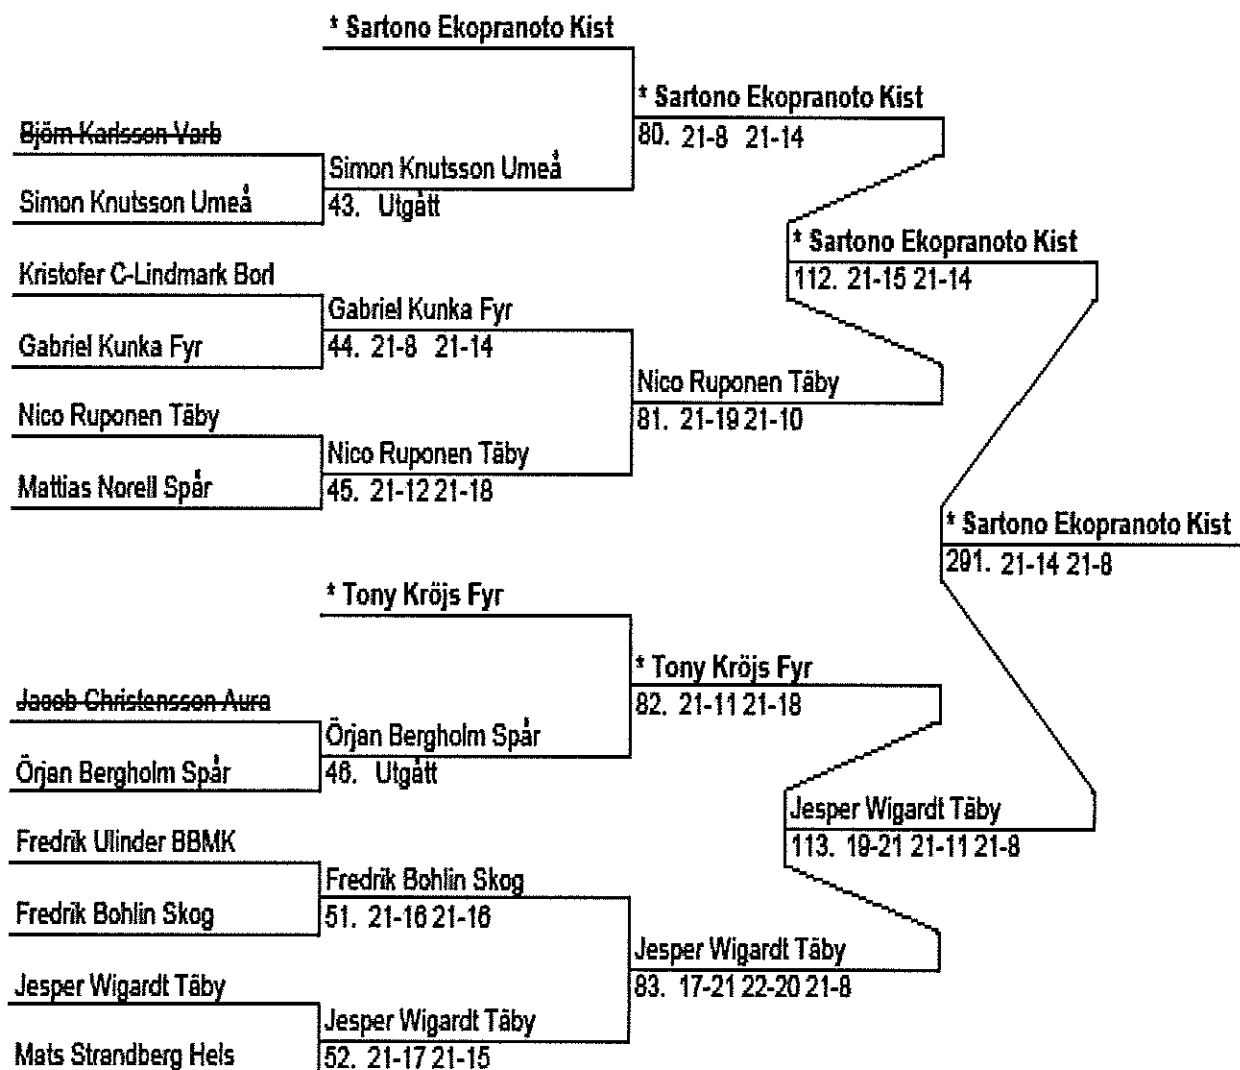 * Sartono Ekopranoto Kist
* Sartono Ekopranoto Kist
80. 21-8 21-14
Björn Karlsson Varb
Simon Knutsson Umeå
Simon Knutsson Umeå
43. Utgått
* Sartono Ekopranoto Kist
112. 21-15 21-14
Kristofer C-Lindmark Borl
Gabriel Kunka Fyr
Gabriel Kunka Fyr
44. 21-8 21-14
Nico Ruponen Täby
81. 21-19 21-10
Nico Ruponen Täby
Nico Ruponen Täby
Mattias Norell Spår
45. 21-12 21-18
* Sartono Ekopranoto Kist
291. 21-14 21-8
* Tony Kröjs Fyr
* Tony Kröjs Fyr
82. 21-11 21-18
Jacob Christensson Aura
Örjan Bergholm Spår
Örjan Bergholm Spår
46. Utgått
Jesper Wigardt Täby
113. 19-21 21-11 21-8
Fredrik Ulinder BBMK
Fredrik Bohlin Skog
Fredrik Bohlin Skog
51. 21-16 21-16
Jesper Wigardt Täby
83. 17-21 22-20 21-8
Jesper Wigardt Täby
Jesper Wigardt Täby
Mats Strandberg Hels
52. 21-17 21-15